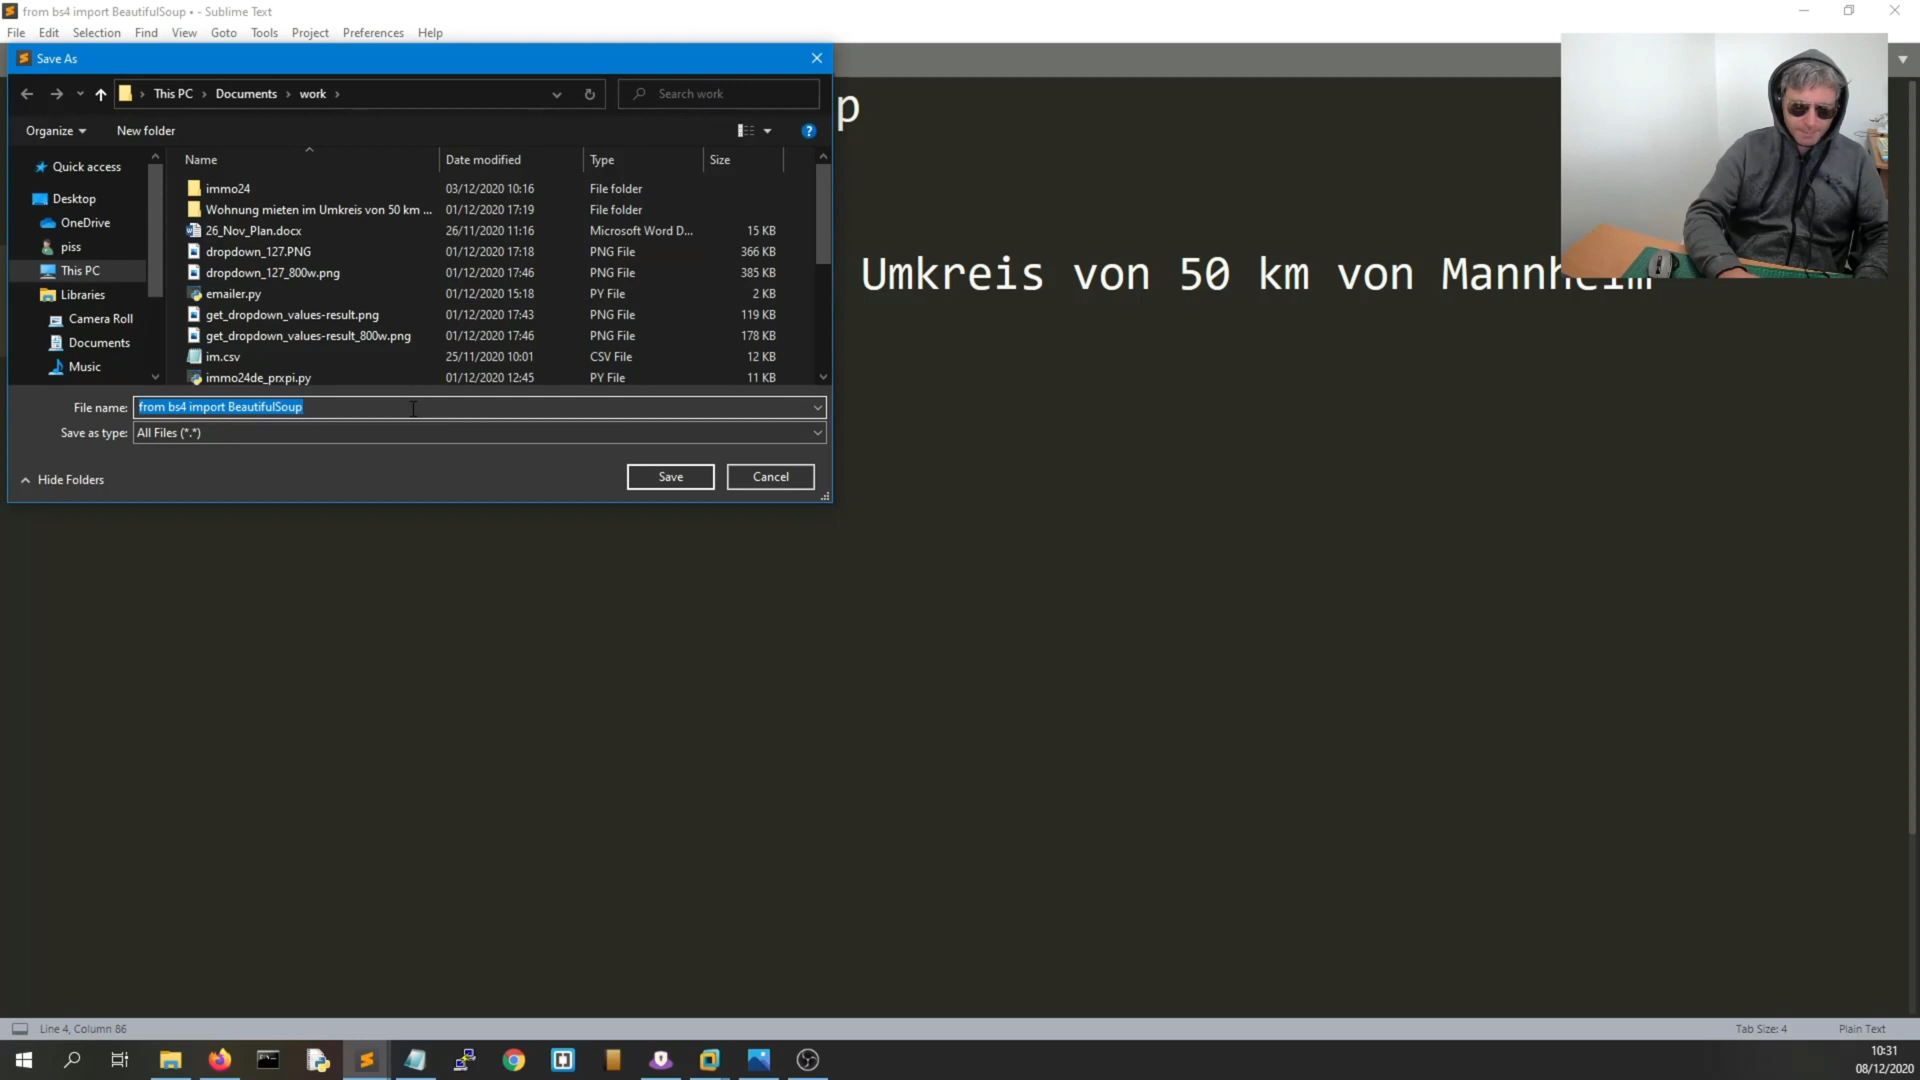 from bs4 import BeautifulSoup • - Sublime Text
File Edit Selection Find View Goto Tools Project Preferences Help
Save As
This PC › Documents › work ›
Search work
Organize
New folder
Quick access
Desktop
OneDrive
piss
This PC
Libraries
Camera Roll
Documents
Music
Name Date modified Type Size
immo24 03/12/2020 10:16 File folder
Wohnung mieten im Umkreis von 50 km ... 01/12/2020 17:19 File folder
26_Nov_Plan.docx 26/11/2020 11:16 Microsoft Word D... 15 KB
dropdown_127.PNG 01/12/2020 17:18 PNG File 366 KB
dropdown_127_800w.png 01/12/2020 17:46 PNG File 385 KB
emailer.py 01/12/2020 15:18 PY File 2 KB
get_dropdown_values-result.png 01/12/2020 17:43 PNG File 119 KB
get_dropdown_values-result_800w.png 01/12/2020 17:46 PNG File 178 KB
im.csv 25/11/2020 10:01 CSV File 12 KB
immo24de_prxpi.py 01/12/2020 12:45 PY File 11 KB
File name: from bs4 import BeautifulSoup
Save as type: All Files (*.*)
Hide Folders
Save
Cancel
p
Umkreis von 50 km von Mannheim
Line 4, Column 86
Tab Size: 4
Plain Text
10:31
08/12/2020